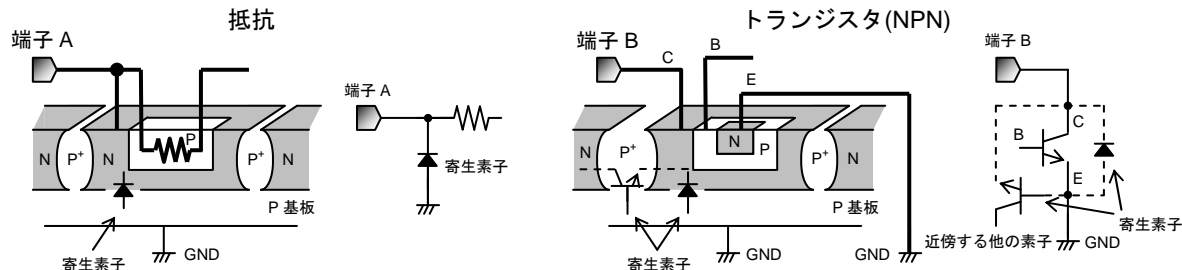 抵抗
端子 A
N
P+
N
P
P+
N
P 基板
GND
寄生素子
端子 A
寄生素子
トランジスタ(NPN)
端子 B
C
B
E
N
P+
N
N
P
P+
N
P 基板
GND
GND
寄生素子
端子 B
C
B
E
寄生素子
近傍する他の素子
GND